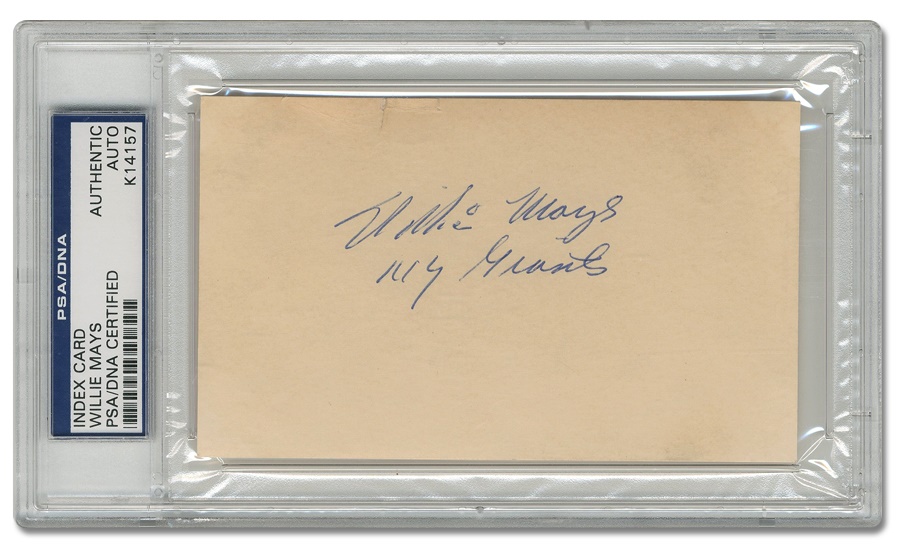 PSA/DNA
INDEX CARD
WILLIE MAYS
PSA/DNA CERTIFIED
AUTHENTIC
AUTO
K14157
Willie Mays
NY Giants